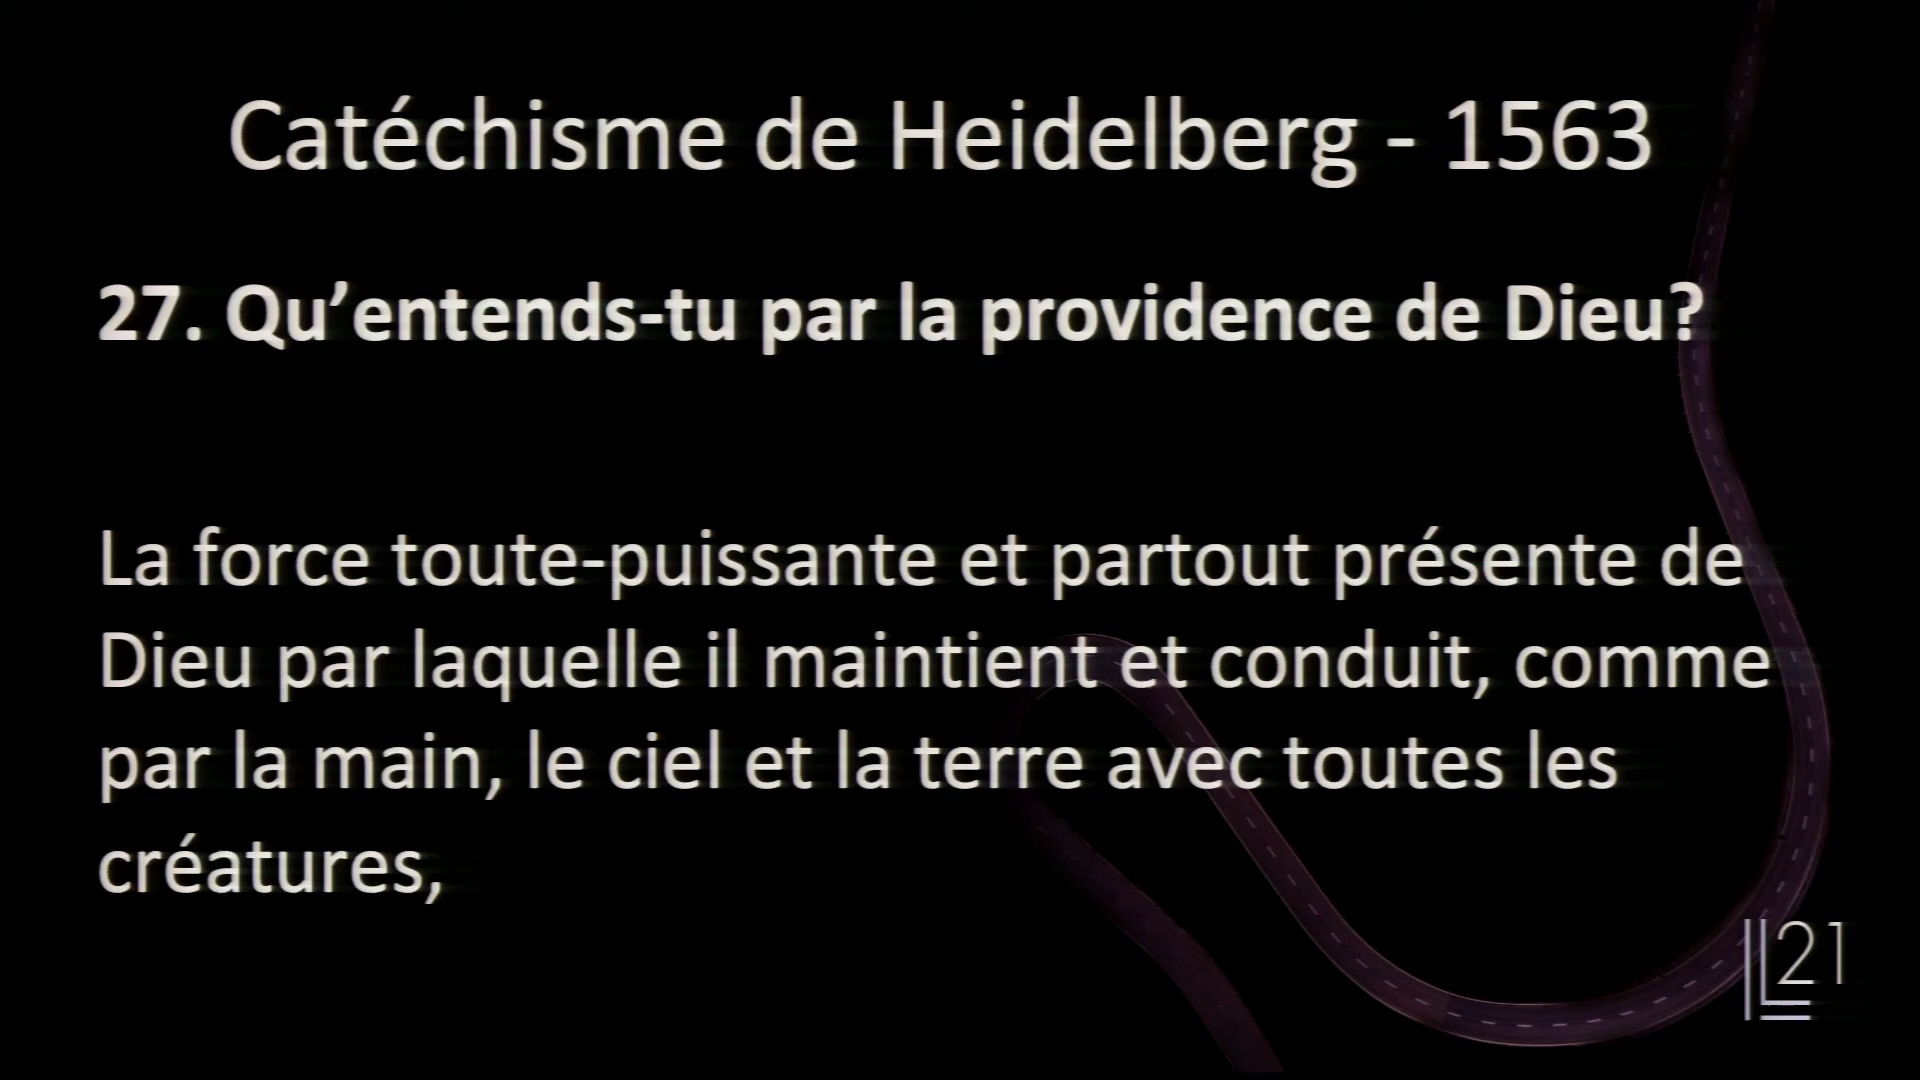 Catéchisme de Heidelberg - 1563
27. Qu’entends-tu par la providence de Dieu?
La force toute-puissante et partout présente de
Dieu par laquelle il maintient et conduit, comme
par la main, le ciel et la terre avec toutes les
créatures,
L21